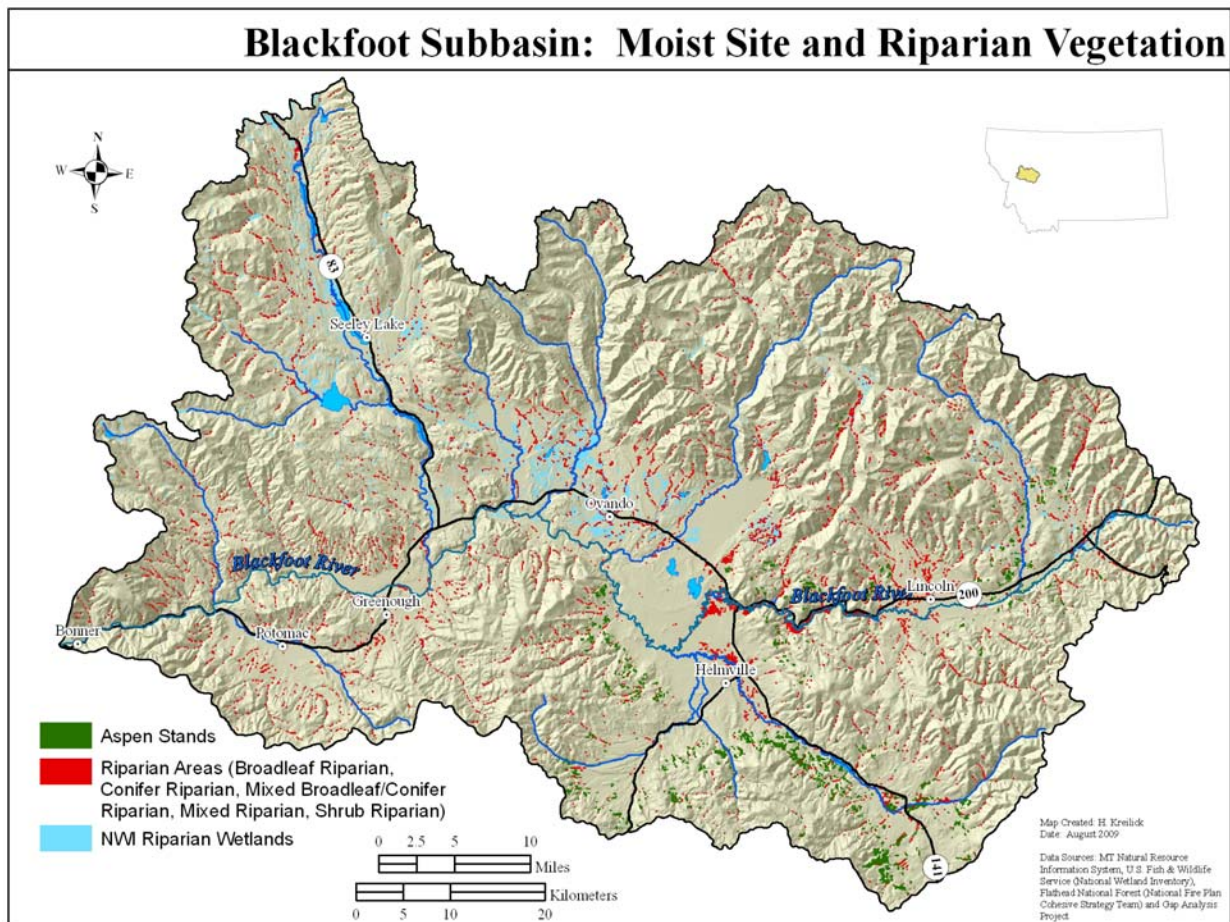 Blackfoot Subbasin: Moist Site and Riparian Vegetation
N
W E
S
83
Seeley Lake
Ovando
Blackfoot River
Blackfoot River
Lincoln
200
Greenough
Bonner
Potomac
Helmville
141
Aspen Stands
Riparian Areas (Broadleaf Riparian,
Conifer Riparian, Mixed Broadleaf/Conifer
Riparian, Mixed Riparian, Shrub Riparian)
NWI Riparian Wetlands
0 2.5 5 10
Miles
Kilometers
0 5 10 20
Map Created: H. Kreilick
Date: August 2009
Data Sources: MT Natural Resource
Information System, U.S. Fish & Wildlife
Service (National Wetland Inventory),
Flathead National Forest (National Fire Plan
Cohesive Strategy Team) and Gap Analysis
Project